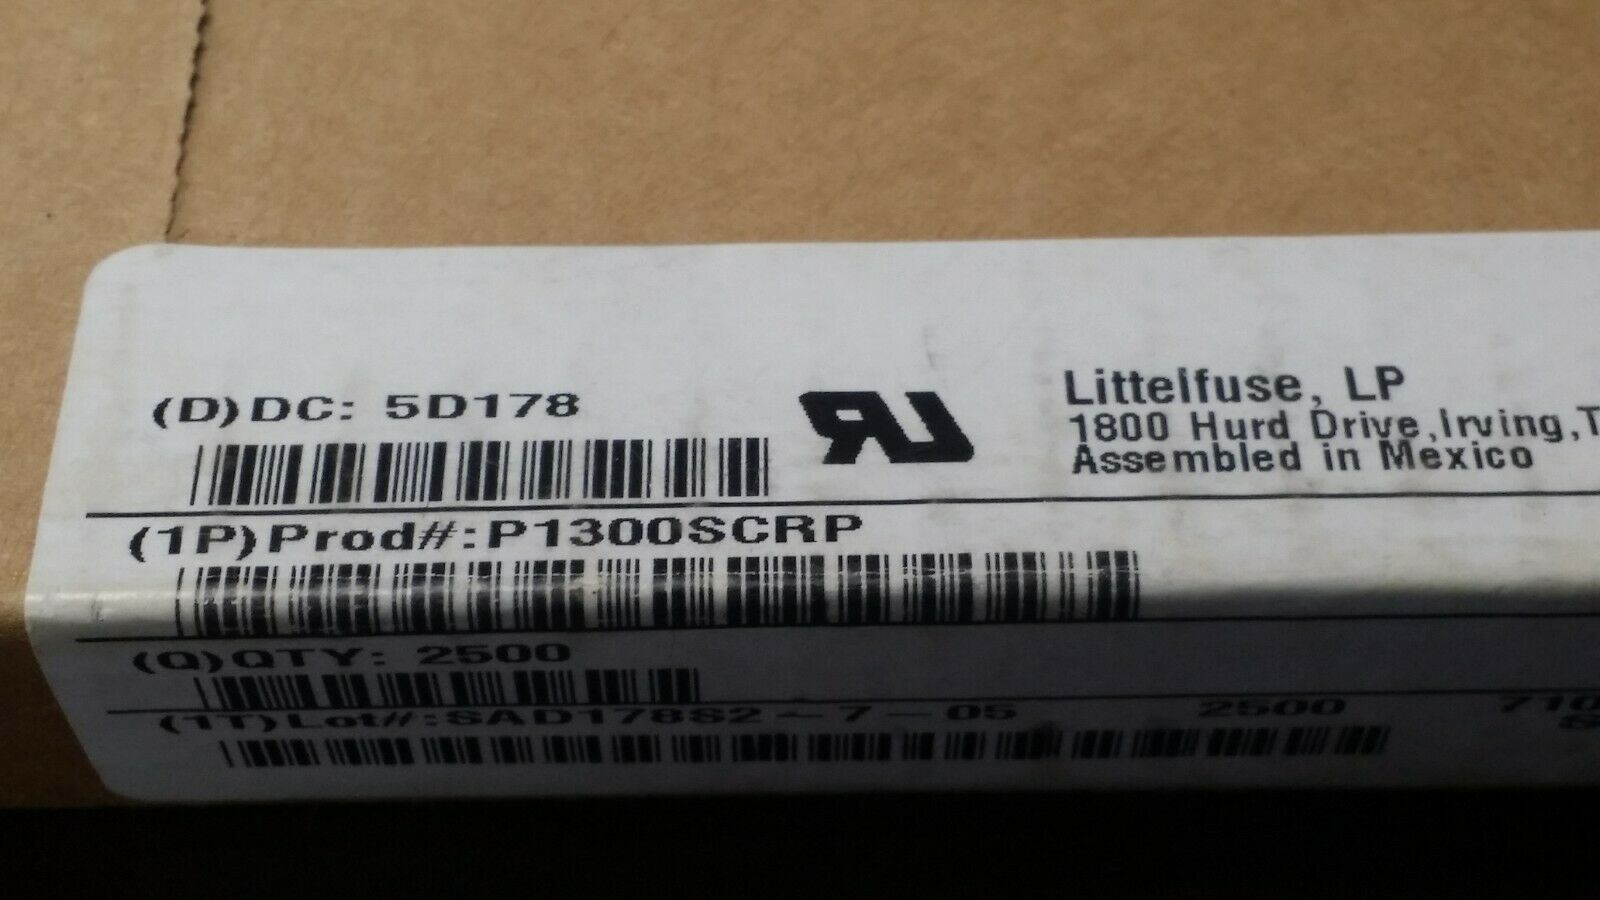 (D)DC: 5D178
Littelfuse, LP
1800 Hurd Drive,Irving,T
Assembled in Mexico
(1P)Prod#:P1300SCRP
(Q)QTY: 2500
(1T)Lot#:SAD178S2-7-05 2500 710
S